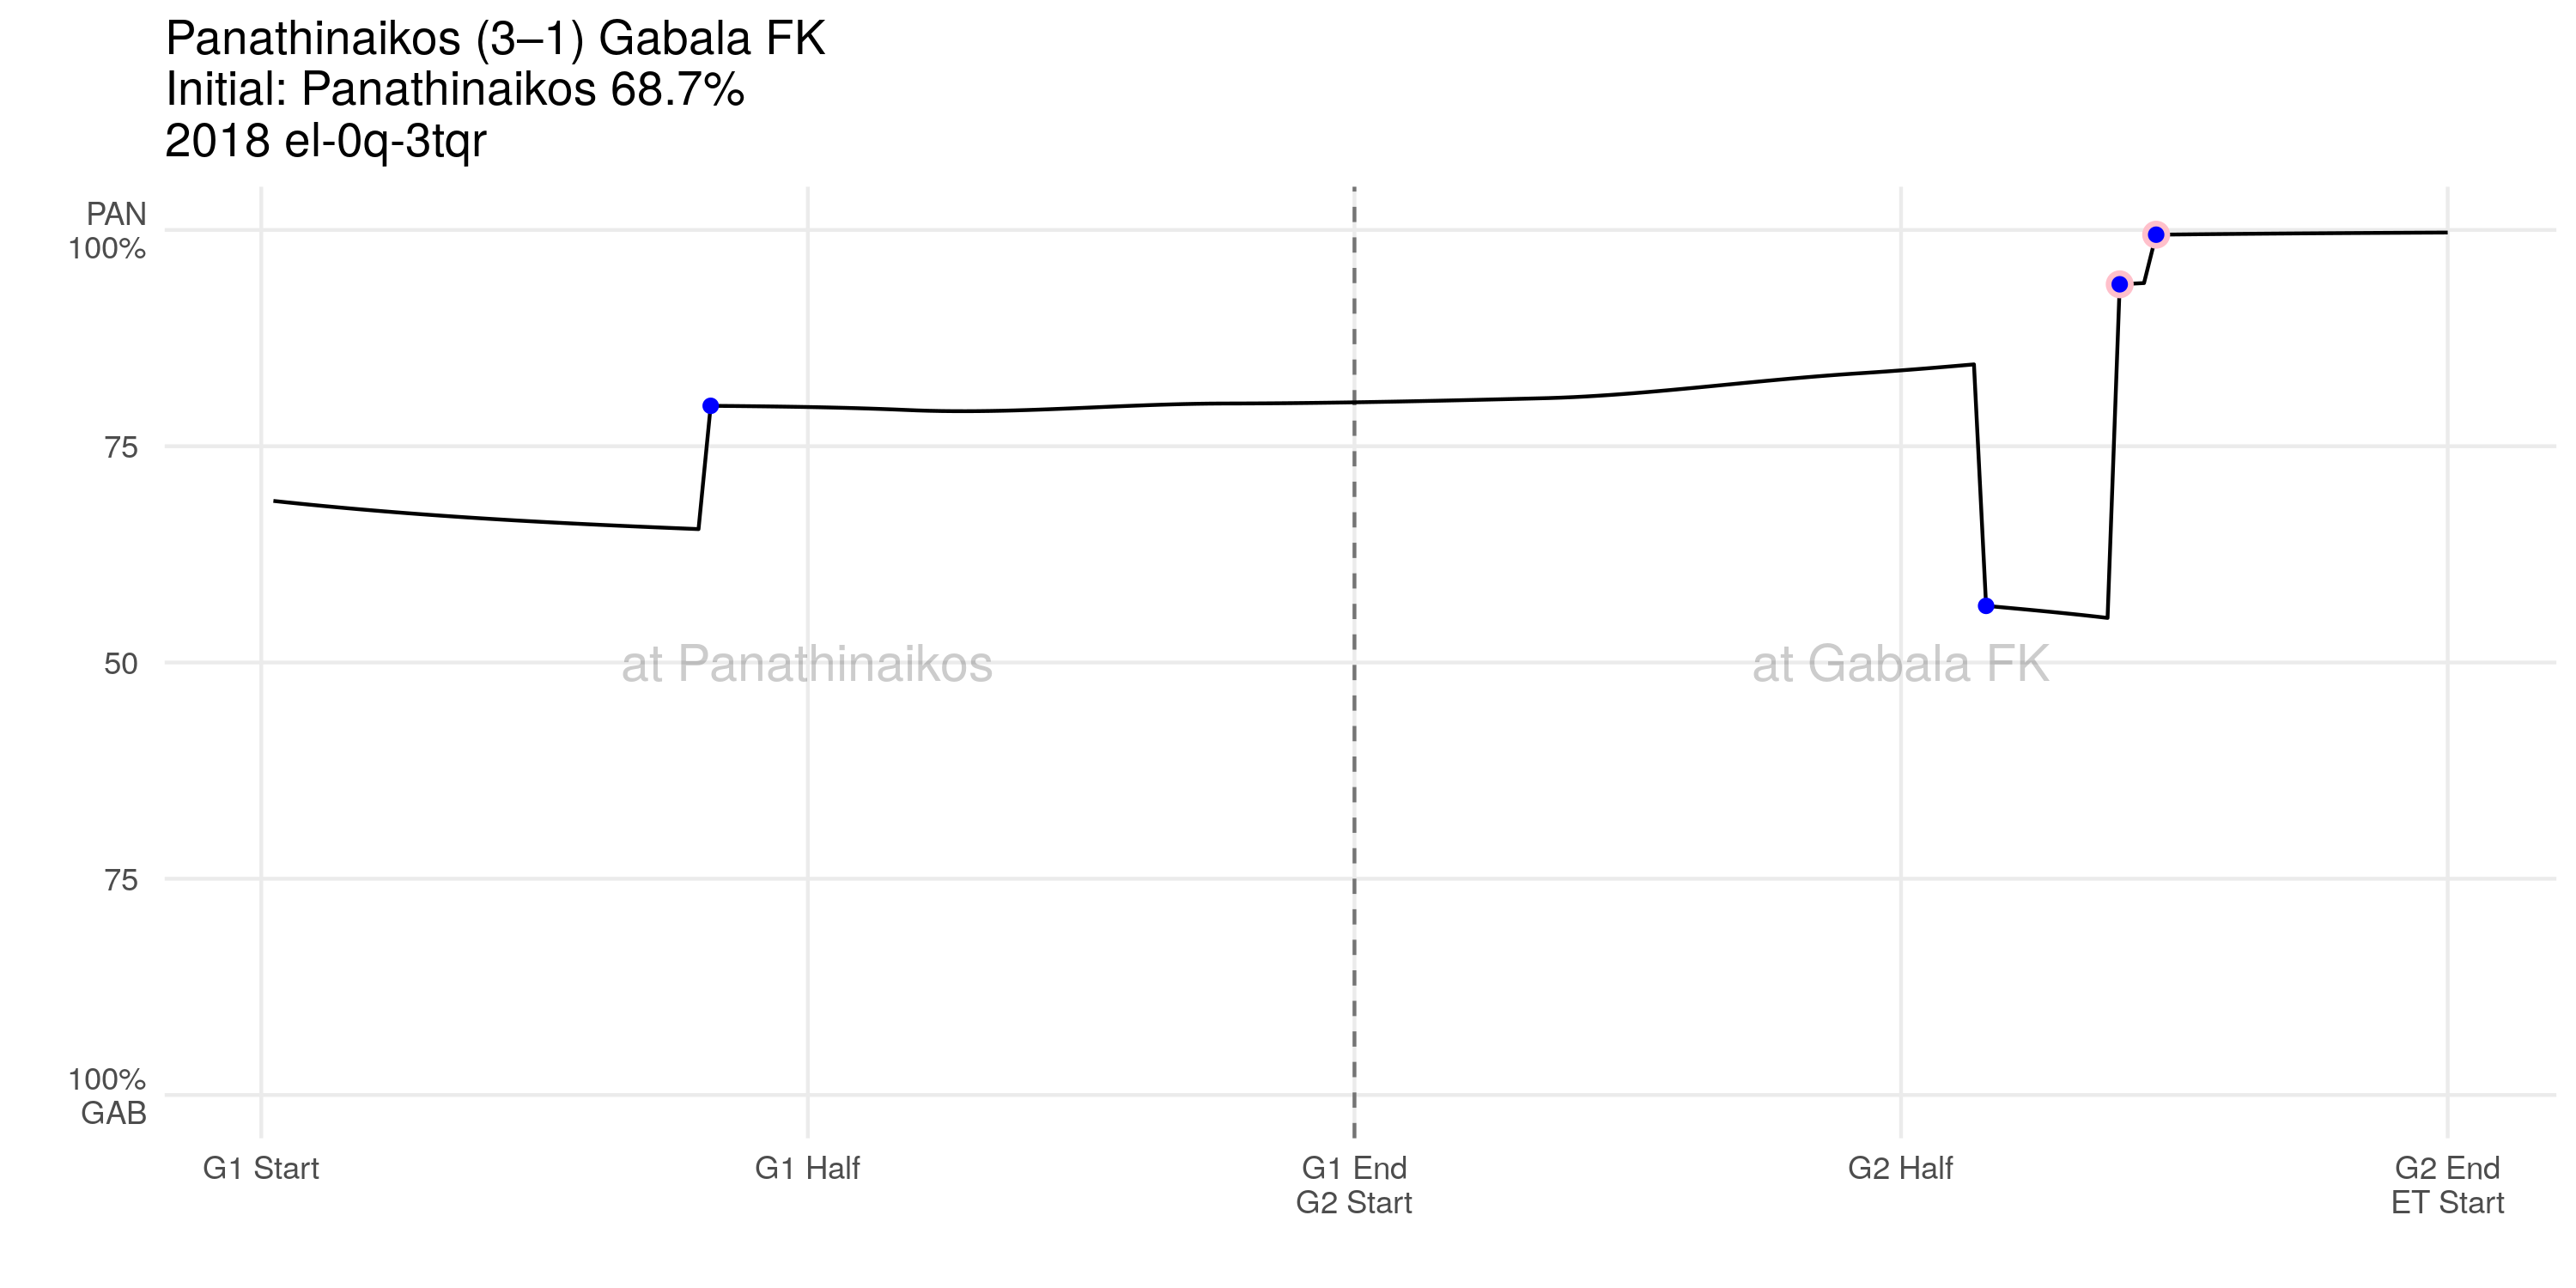 Panathinaikos (3–1) Gabala FK
Initial: Panathinaikos 68.7%
2018 el-0q-3tqr
PAN
100%
75
50
75
100%
GAB
at Panathinaikos
at Gabala FK
G1 Start
G1 Half
G1 End
G2 Start
G2 Half
G2 End
ET Start